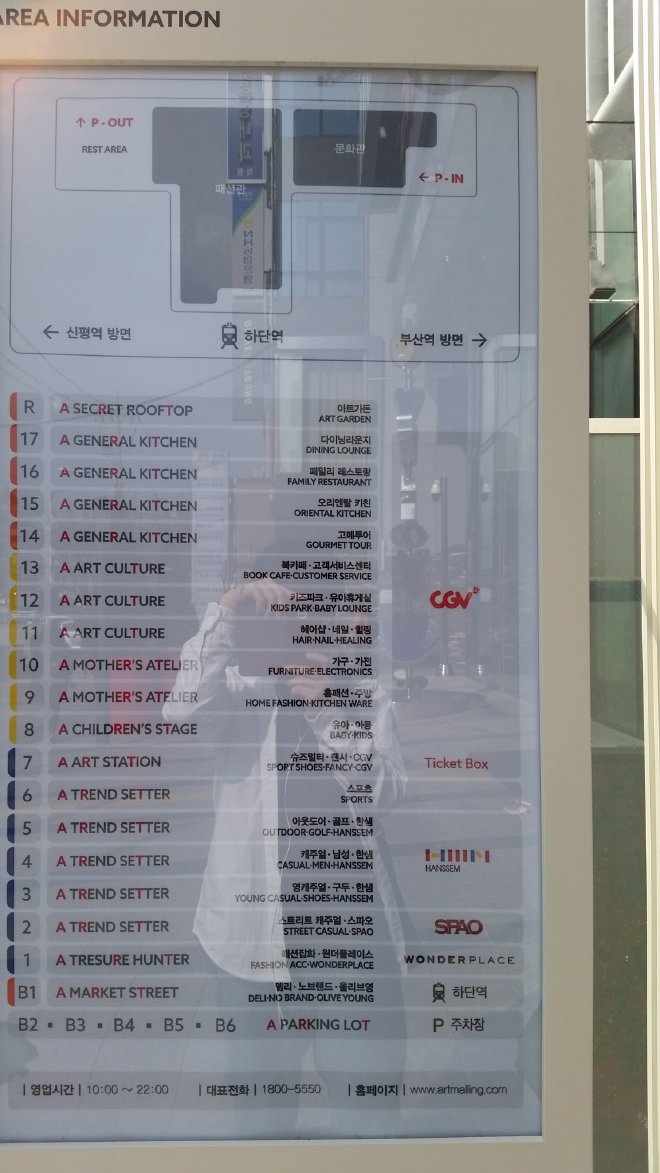 AREA INFORMATION
↑ P-OUT
REST AREA
패션관
문화관
← P-IN
← 신평역 방면
하단역
부산역 방면 →
R A SECRET ROOFTOP 아트가든
ART GARDEN
17 A GENERAL KITCHEN 다이닝라운지
DINING LOUNGE
16 A GENERAL KITCHEN 패밀리 레스토랑
FAMILY RESTAURANT
15 A GENERAL KITCHEN 오리엔탈 키친
ORIENTAL KITCHEN
14 A GENERAL KITCHEN 고메투어
GOURMET TOUR
13 A ART CULTURE 북카페·고객서비스센터
BOOK CAFE·CUSTOMER SERVICE
12 A ART CULTURE 키즈파크·유아휴게실 CGV
KIDS PARK·BABY LOUNGE
11 A ART CULTURE 헤어샵·네일·힐링
HAIR·NAIL·HEALING
10 A MOTHER'S ATELIER 가구·가전
FURNITURE·ELECTRONICS
9 A MOTHER'S ATELIER 홈패션·주방
HOME FASHION·KITCHEN WARE
8 A CHILDREN'S STAGE 유아·아동
BABY·KIDS
7 A ART STATION 슈즈멀티·팬시·CGV Ticket Box
SPORT SHOES·FANCY·CGV
6 A TREND SETTER 스포츠
SPORTS
5 A TREND SETTER 아웃도어·골프·한샘
OUTDOOR·GOLF·HANSSEM
4 A TREND SETTER 캐주얼·남성·한샘
CASUAL·MEN·HANSSEM HANSSEM
3 A TREND SETTER 영캐주얼·구두·한샘
YOUNG CASUAL·SHOES·HANSSEM
2 A TREND SETTER 스트리트 캐주얼·스파오 SPAO
STREET CASUAL·SPAO
1 A TRESURE HUNTER 패션잡화·원더플레이스 WONDERPLACE
FASHION ACC·WONDERPLACE
B1 A MARKET STREET 델리·노브랜드·올리브영 하단역
DELI·NO BRAND·OLIVE YOUNG
B2 ▪ B3 ▪ B4 ▪ B5 ▪ B6 A PARKING LOT P 주차장
| 영업시간 | 10:00 ~ 22:00 | 대표전화 | 1800-5550 | 홈페이지 | www.artmalling.com